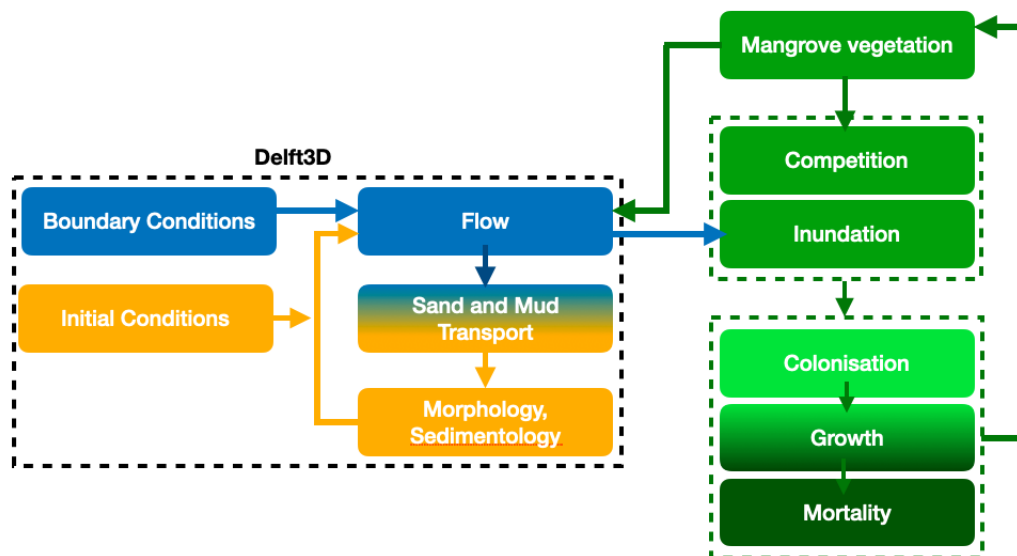 Mangrove vegetation
Delft3D
Competition
Boundary Conditions
Flow
Inundation
Initial Conditions
Sand and Mud
Transport
Colonisation
Morphology,
Sedimentology
Growth
Mortality